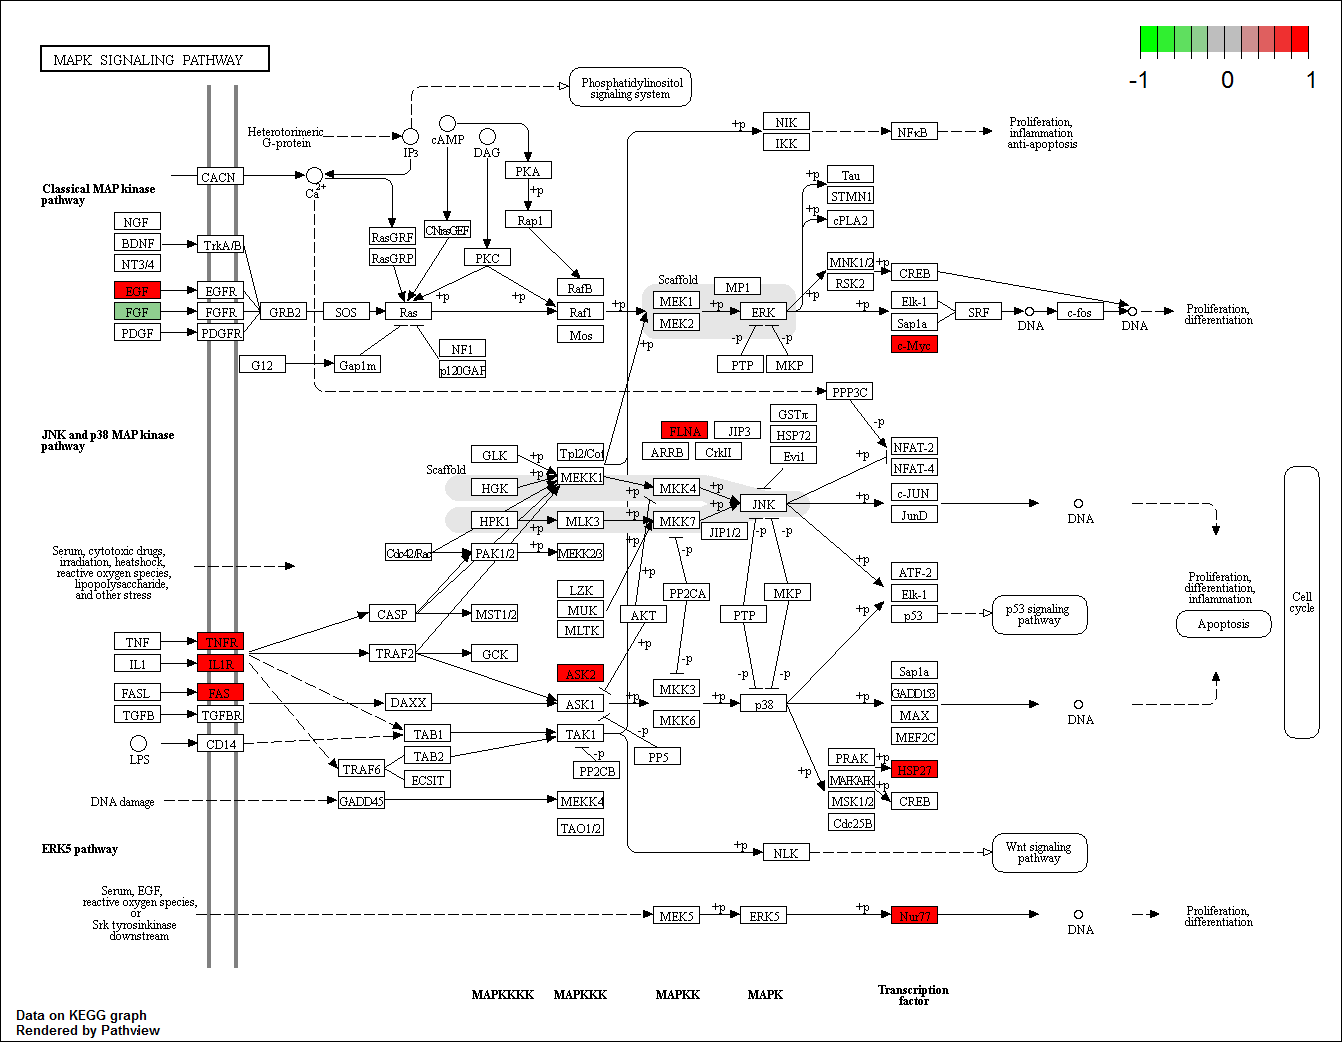 MAPK SIGNALING PATHWAY
-1
0
1
Phosphatidylinositol
signaling system
Heterotorimeric
G-protein
IP3
cAMP
DAG
+p
NIK
IKK
NFκB
Proliferation,
inflammation
anti-apoptosis
CACN
Ca2+
PKA
+p
Rap1
+p
Tau
STMN1
+p
cPLA2
Classical MAP kinase
pathway
NGF
BDNF
NT3/4
TrkA/B
RasGRF
RasGRP
CNrasGEF
PKC
RafB
Scaffold
MEK1
MEK2
MP1
MNK1/2
RSK2
+p
+p
CREB
EGF
EGFR
FGF
FGFR
PDGF
PDGFR
GRB2
SOS
Ras
+p
+p
Raf1
Mos
+p
+p
ERK
+p
+p
Elk-1
Sap1a
c-Myc
SRF
DNA
c-fos
DNA
Proliferation,
differentiation
G12
Gap1m
NF1
p120GAP
+p
-p
-p
PTP
MKP
PPP3C
-p
JNK and p38 MAP kinase
pathway
GSTπ
HSP72
Evi1
FLNA
JIP3
ARRB
CrkII
NFAT-2
NFAT-4
+p
Scaffold
GLK
HGK
HPK1
+p
+p
+p
+p
Tpl2/Cot
MEKK1
MLK3
MEKK2/3
+p
+p
+p
MKK4
MKK7
+p
+p
JNK
JIP1/2
+p
c-JUN
JunD
DNA
Cdc42/Rac
PAK1/2
Serum, cytotoxic drugs,
irradiation, heatshock,
reactive oxygen species,
lipopolysaccharide,
and other stress
LZK
MUK
MLTK
+p
AKT
+p
-p
PP2CA
-p
-p
-p
PTP
MKP
-p
-p
+p
+p
ATF-2
Elk-1
p53
p53 signaling
pathway
Proliferation,
differentiation,
inflammation
Apoptosis
Cell
cycle
CASP
MST1/2
TRAF2
GCK
TNF
TNFR
IL1
IL1R
FASL
FAS
TGFB
TGFBR
LPS
CD14
DAXX
ASK2
ASK1
+p
MKK3
MKK6
+p
p38
+p
Sap1a
GADD153
MAX
MEF2C
DNA
TAB1
TAB2
ECSIT
TRAF6
TAK1
-p
PP2CB
-p
PP5
+p
PRAK
MAPKAPK
MSK1/2
Cdc25B
+p
+p
HSP27
CREB
DNA damage
GADD45
MEKK4
TAO1/2
+p
NLK
Wnt signaling
pathway
ERK5 pathway
Serum, EGF,
reactive oxygen species,
or
Srk tyrosinkinase
downstream
MEK5
+p
ERK5
+p
Nur77
DNA
Proliferation,
differentiation
MAPKKKK
MAPKKK
MAPKK
MAPK
Transcription
factor
Data on KEGG graph
Rendered by Pathview